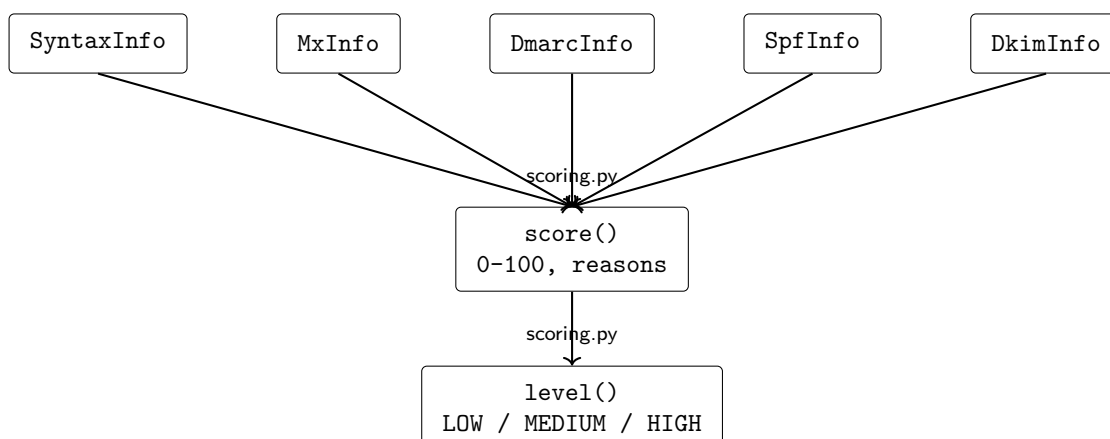 SyntaxInfo
MxInfo
DmarcInfo
SpfInfo
DkimInfo
scoring.py
score()
0-100, reasons
scoring.py
level()
LOW / MEDIUM / HIGH